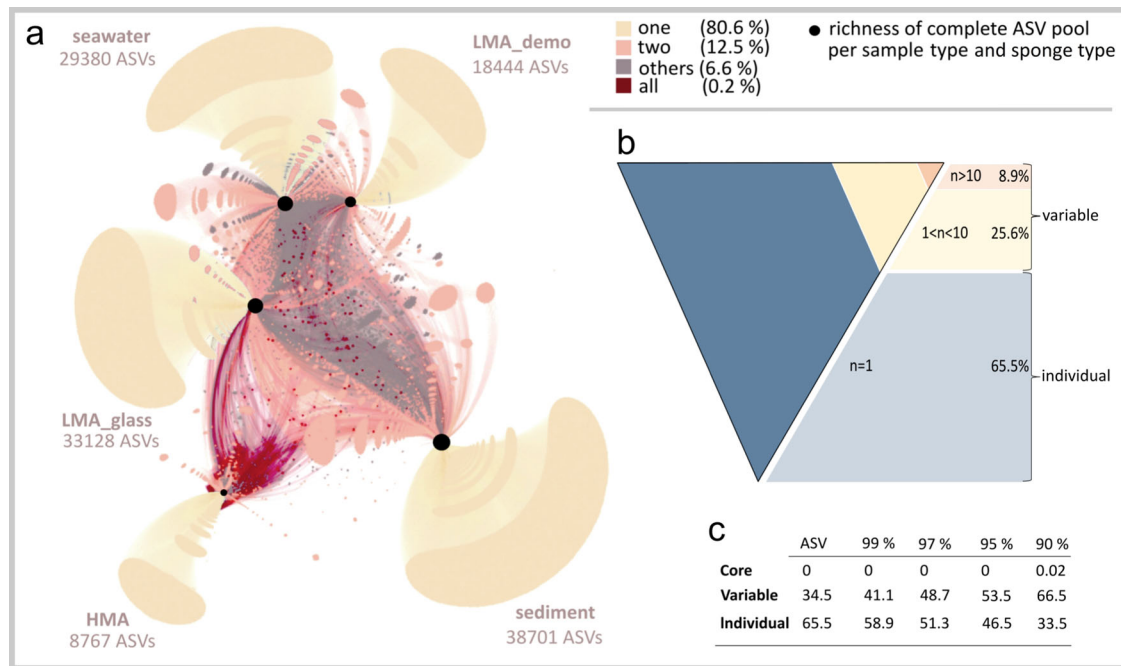 a
seawater
29380 ASVs
LMA_demo
18444 ASVs
one (80.6 %)
two (12.5 %)
others (6.6 %)
all (0.2 %)
richness of complete ASV pool
per sample type and sponge type
LMA_glass
33128 ASVs
HMA
8767 ASVs
sediment
38701 ASVs
b
n>10 8.9%
1<n<10 25.6%
variable
n=1 65.5%
individual
c
ASV 99 % 97 % 95 % 90 %
Core 0 0 0 0 0.02
Variable 34.5 41.1 48.7 53.5 66.5
Individual 65.5 58.9 51.3 46.5 33.5